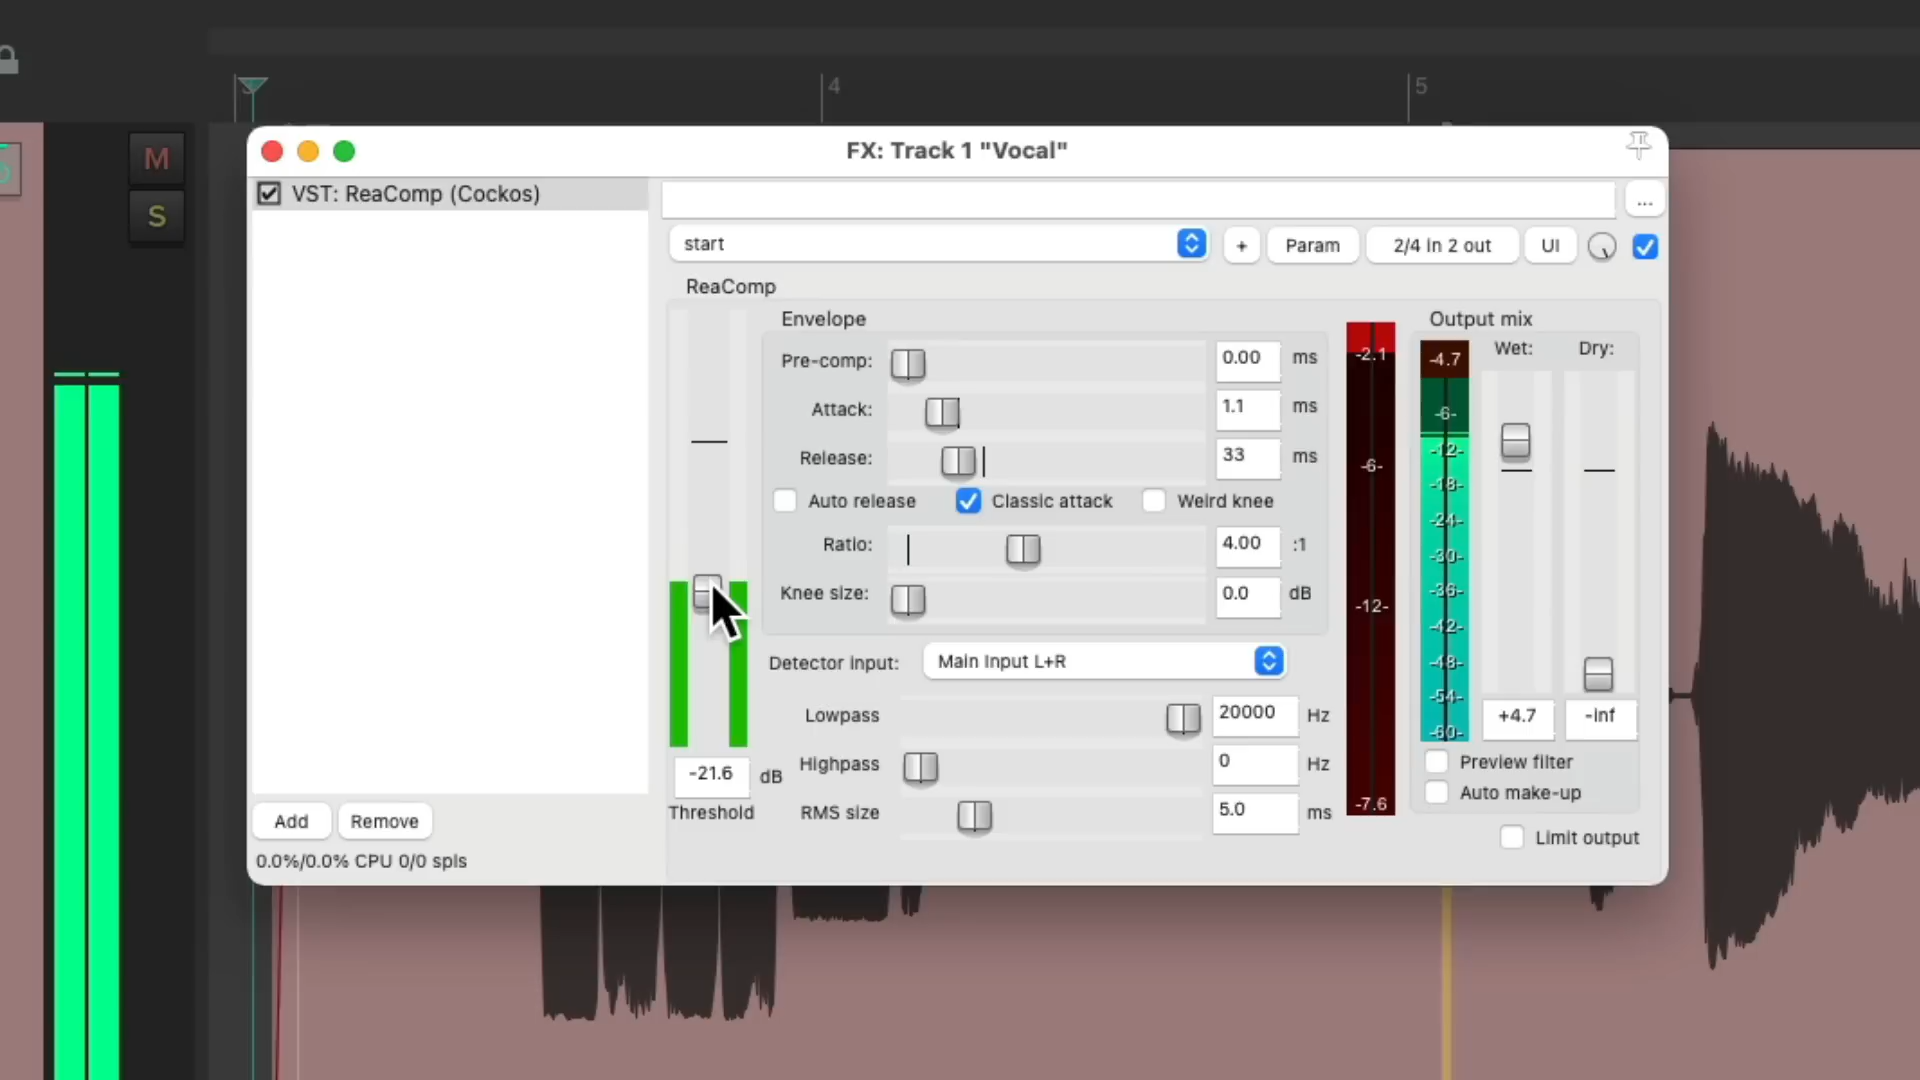 3
4
5
M
S
FX: Track 1 "Vocal"
VST: ReaComp (Cockos)
...
start
+
Param
2/4 in 2 out
UI
ReaComp
Envelope
Pre-comp:
0.00
ms
Attack:
1.1
ms
Release:
33
ms
Auto release
Classic attack
Weird knee
Ratio:
4.00
:1
Knee size:
0.0
dB
Detector input:
Main Input L+R
Lowpass
20000
Hz
Highpass
0
Hz
RMS size
5.0
ms
-21.6
dB
Threshold
-2.1
-6-
-12-
-7.6
Output mix
Wet:
Dry:
-4.7
-6-
-12-
-18-
-24-
-30-
-36-
-42-
-48-
-54-
-60-
+4.7
-inf
Preview filter
Auto make-up
Limit output
Add
Remove
0.0%/0.0% CPU 0/0 spls